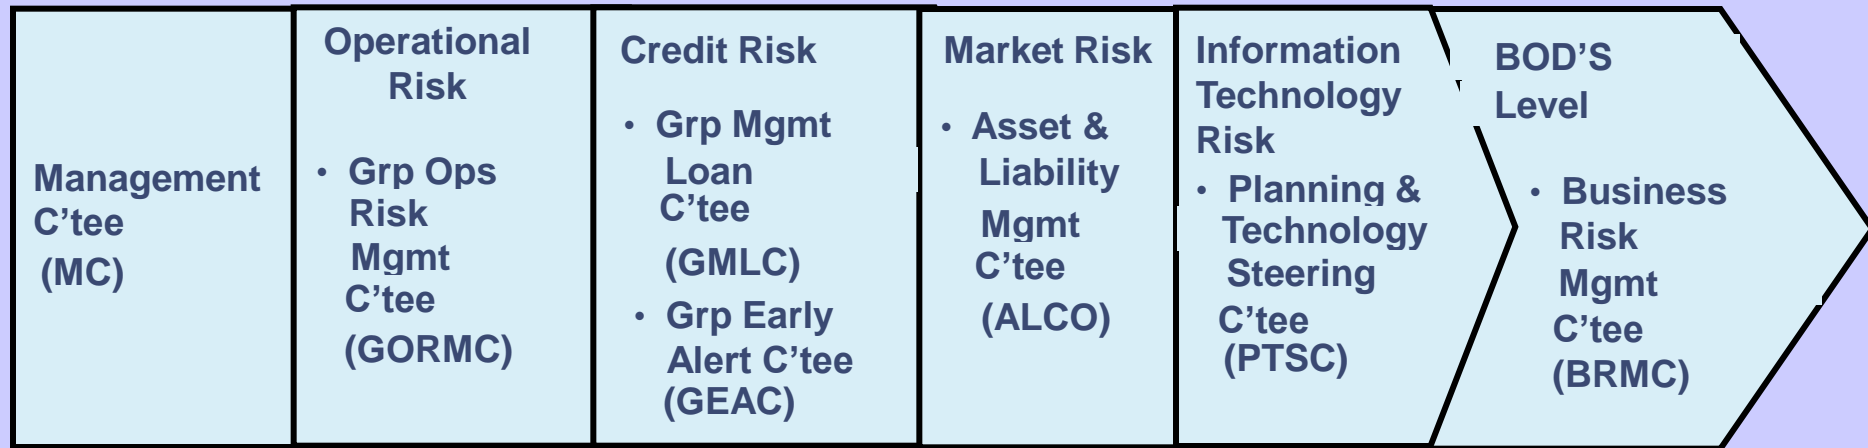 Management
C'tee
(MC)
Operational
Risk
• Grp Ops
Risk
Mgmt
C'tee
(GORMC)
Credit Risk
• Grp Mgmt
Loan
C'tee
(GMLC)
• Grp Early
Alert C'tee
(GEAC)
Market Risk
• Asset &
Liability
Mgmt
C'tee
(ALCO)
Information
Technology
Risk
• Planning &
Technology
Steering
C'tee
(PTSC)
BOD'S
Level
• Business
Risk
Mgmt
C'tee
(BRMC)